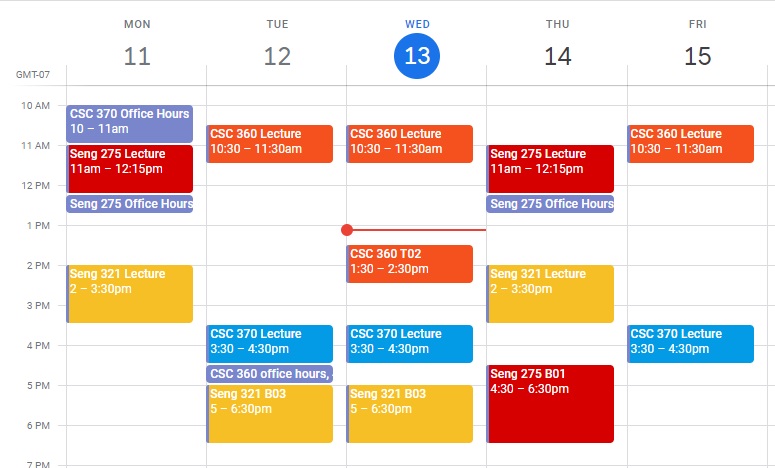 MON TUE WED THU FRI
11 12 13 14 15
GMT-07
10 AM
CSC 370 Office Hours
10 – 11am
CSC 360 Lecture
10:30 – 11:30am
CSC 360 Lecture
10:30 – 11:30am
CSC 360 Lecture
10:30 – 11:30am
11 AM
Seng 275 Lecture
11am – 12:15pm
Seng 275 Lecture
11am – 12:15pm
12 PM
Seng 275 Office Hours
Seng 275 Office Hours
1 PM
CSC 360 T02
1:30 – 2:30pm
2 PM
Seng 321 Lecture
2 – 3:30pm
Seng 321 Lecture
2 – 3:30pm
3 PM
CSC 370 Lecture
3:30 – 4:30pm
CSC 370 Lecture
3:30 – 4:30pm
CSC 370 Lecture
3:30 – 4:30pm
4 PM
CSC 360 office hours,
Seng 275 B01
4:30 – 6:30pm
5 PM
Seng 321 B03
5 – 6:30pm
Seng 321 B03
5 – 6:30pm
6 PM
7 PM